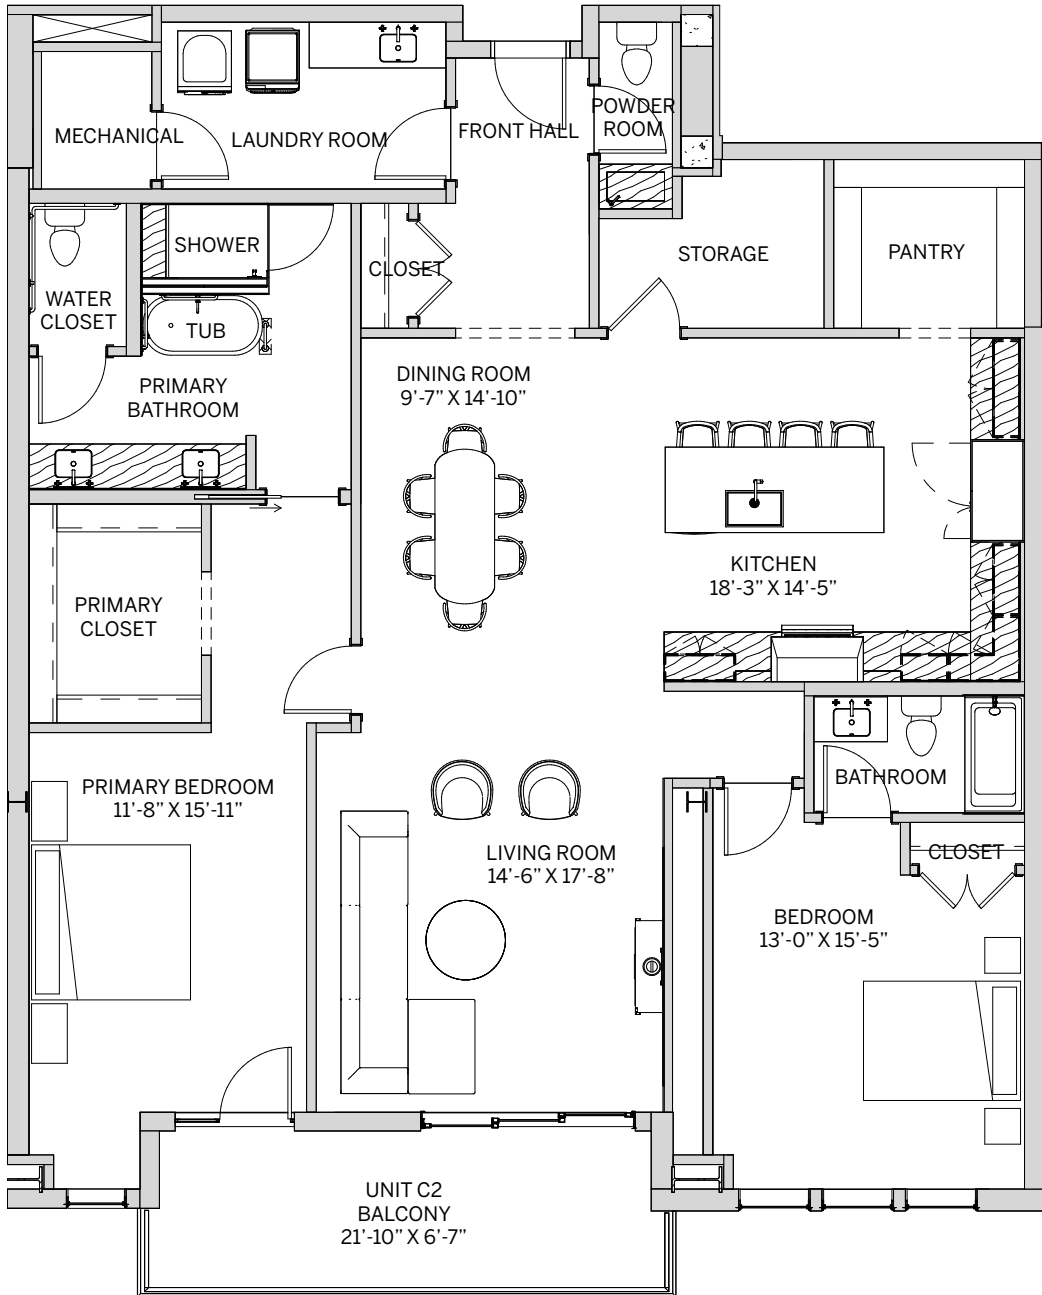 MECHANICAL
LAUNDRY ROOM
FRONT HALL
POWDER
ROOM
SHOWER
CLOSET
STORAGE
PANTRY
WATER
CLOSET
TUB
PRIMARY
BATHROOM
DINING ROOM
9'-7” X 14'-10”
KITCHEN
18'-3” X 14'-5”
PRIMARY
CLOSET
PRIMARY BEDROOM
11'-8” X 15'-11”
BATHROOM
LIVING ROOM
14'-6” X 17'-8”
CLOSET
BEDROOM
13'-0” X 15'-5”
UNIT C2
BALCONY
21'-10” X 6'-7”